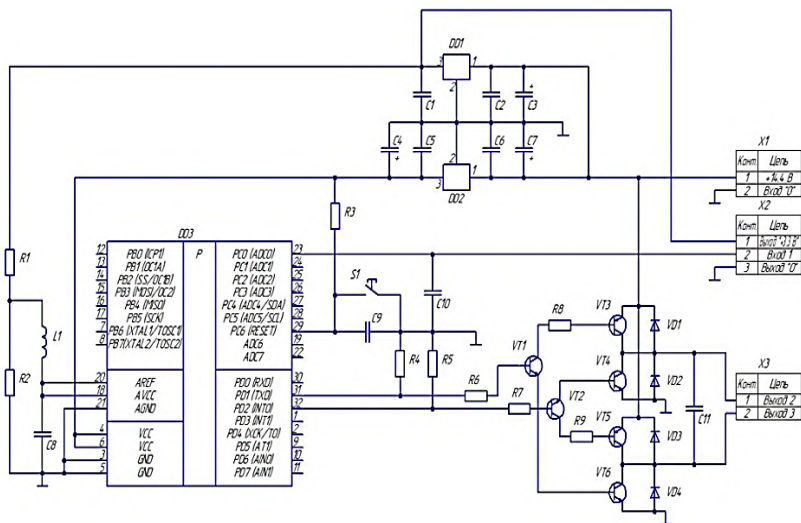 DD1
3
1
2
C1
C2
+
C3
C4
+
C5
C6
C7
+
2
3
1
DD2
X1
Конт
Цепь
1
+14.4 В
2
Вход "0"
X2
Конт
Цепь
1
Выход "+3.3 В"
2
Вход 1
3
Выход "0"
X3
Конт
Цепь
1
Выход 2
2
Выход 3
R1
R2
R3
L1
C8
S1
C9
C10
R4
R5
R6
R7
R8
R9
VT1
VT2
VT3
VT4
VT5
VT6
VD1
VD2
VD3
VD4
C11
DD3
P
12 PB0 (CP1)
13 PB1 (OC1A)
14 PB2 (SS/OC1B)
15 PB3 (MOSI/OC2)
16 PB4 (MISO)
17 PB5 (SCK)
7 PB6 (XTAL1/TOSC1)
8 PB7(XTAL2/TOSC2)
20 AREF
18 AVCC
21 AGND
4 VCC
6 VCC
3 GND
5 GND
PC0 (ADC0) 23
PC1 (ADC1) 24
PC2 (ADC2) 25
PC3 (ADC3) 26
PC4 (ADC4/SDA) 27
PC5 (ADC5/SCL) 28
PC6 (RESET) 29
ADC6 19
ADC7 22
PD0 (RXD) 30
PD1 (TXD) 31
PD2 (INT0) 32
PD3 (INT1) 1
PD4 (XCK/T0) 2
PD5 (AT1) 9
PD6 (AIN0) 10
PD7 (AIN1) 11